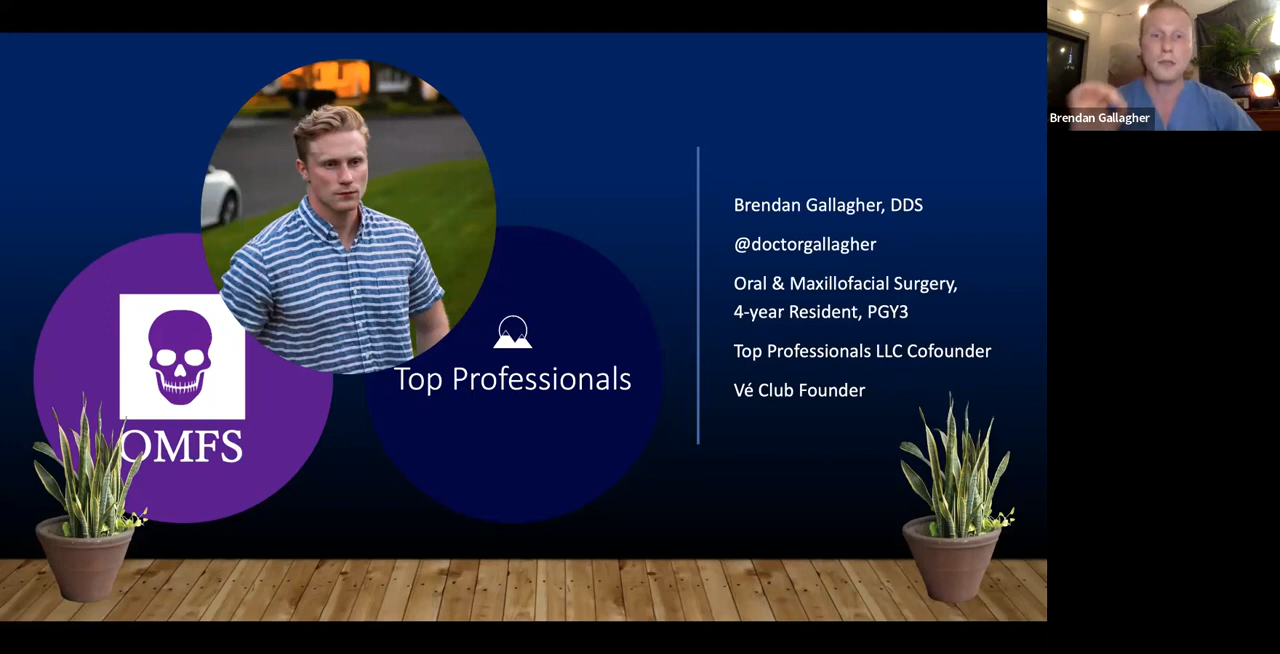 Brendan Gallagher
Top Professionals
OMFS
Brendan Gallagher, DDS
@doctorgallagher
Oral & Maxillofacial Surgery,
4-year Resident, PGY3
Top Professionals LLC Cofounder
Vé Club Founder